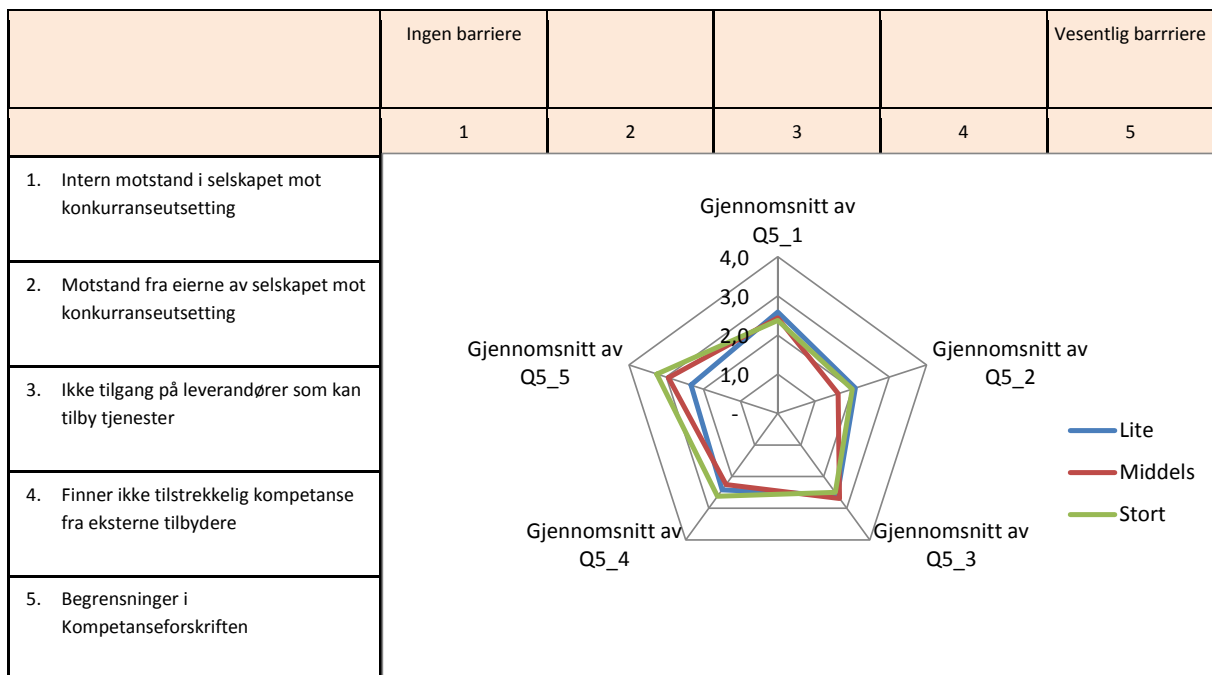 Ingen barriere
Vesentlig barrriere
1
2
3
4
5
1. Intern motstand i selskapet mot
konkurranseutsetting
2. Motstand fra eierne av selskapet mot
konkurranseutsetting
3. Ikke tilgang på leverandører som kan
tilby tjenester
4. Finner ikke tilstrekkelig kompetanse
fra eksterne tilbydere
5. Begrensninger i
Kompetanseforskriften
Gjennomsnitt av
Q5_1
4,0
3,0
2,0
1,0
-
Gjennomsnitt av
Q5_2
Gjennomsnitt av
Q5_3
Gjennomsnitt av
Q5_4
Gjennomsnitt av
Q5_5
Lite
Middels
Stort